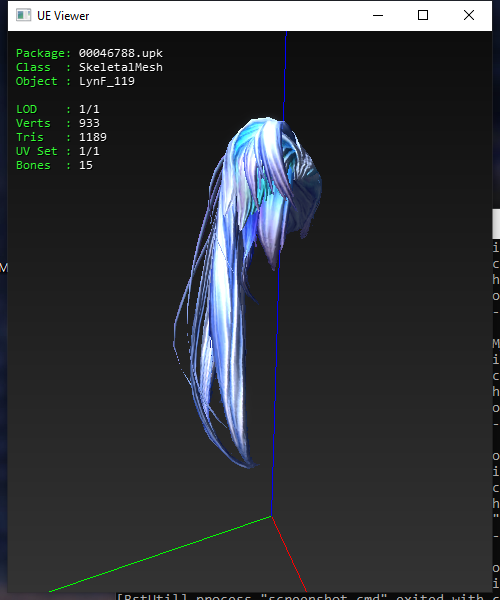 UE Viewer
Package: 00046788.upk
Class : SkeletalMesh
Object : LynF_119
LOD : 1/1
Verts : 933
Tris : 1189
UV Set : 1/1
Bones : 15
M
i
c
h
o
-
M
i
c
h
o
-
o
i
c
h
"
-
o
i
[BstUtil] process "screenshot.cmd" exited with c